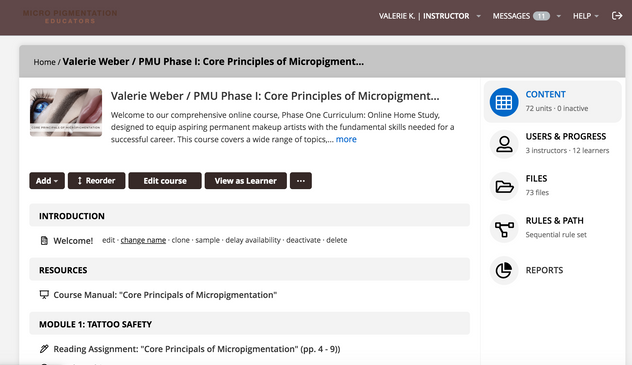 MICRO PIGMENTATION
EDUCATORS
VALERIE K. | INSTRUCTOR
MESSAGES 11
HELP
Home / Valerie Weber / PMU Phase I: Core Principles of Micropigment...
Valerie Weber / PMU Phase I: Core Principles of Micropigment...
Welcome to our comprehensive online course, Phase One Curriculum: Online Home Study,
designed to equip aspiring permanent makeup artists with the fundamental skills needed for a
successful career. This course covers a wide range of topics,... more
Add
Reorder
Edit course
View as Learner
...
INTRODUCTION
Welcome! edit · change name · clone · sample · delay availability · deactivate · delete
RESOURCES
Course Manual: "Core Principals of Micropigmentation"
MODULE 1: TATTOO SAFETY
Reading Assignment: "Core Principals of Micropigmentation" (pp. 4 - 9))
CONTENT
72 units · 0 inactive
USERS & PROGRESS
3 instructors · 12 learners
FILES
73 files
RULES & PATH
Sequential rule set
REPORTS